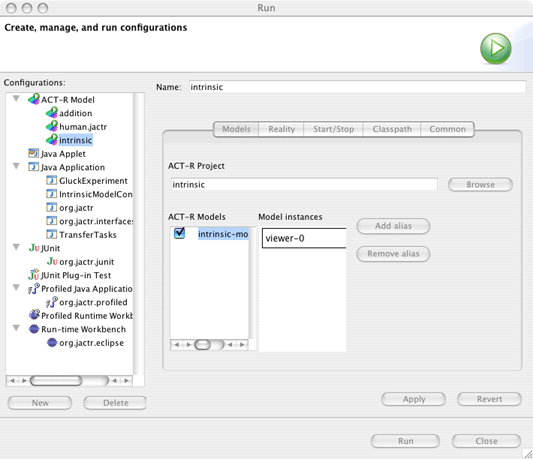 Run
Create, manage, and run configurations
Configurations:
ACT-R Model
addition
human.jactr
intrinsic
Java Applet
Java Application
GluckExperiment
IntrinsicModelCon
org.jactr
org.jactr.interfaces
TransferTasks
JUnit
org.jactr.junit
JUnit Plug-in Test
Profiled Java Applicatio
org.jactr.profiled
Profiled Runtime Workb
Run-time Workbench
org.jactr.eclipse
New Delete
Name: intrinsic
Models Reality Start/Stop Classpath Common
ACT-R Project
intrinsic Browse
ACT-R Models Model instances
intrinsic-mo viewer-0
Add alias
Remove alias
Apply Revert
Run Close